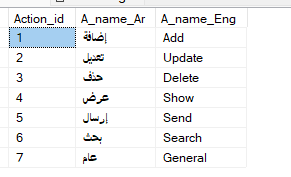 Action_id A_name_Ar A_name_Eng
1 إضافة Add
2 تعديل Update
3 حذف Delete
4 عرض Show
5 إرسال Send
6 بحث Search
7 عام General